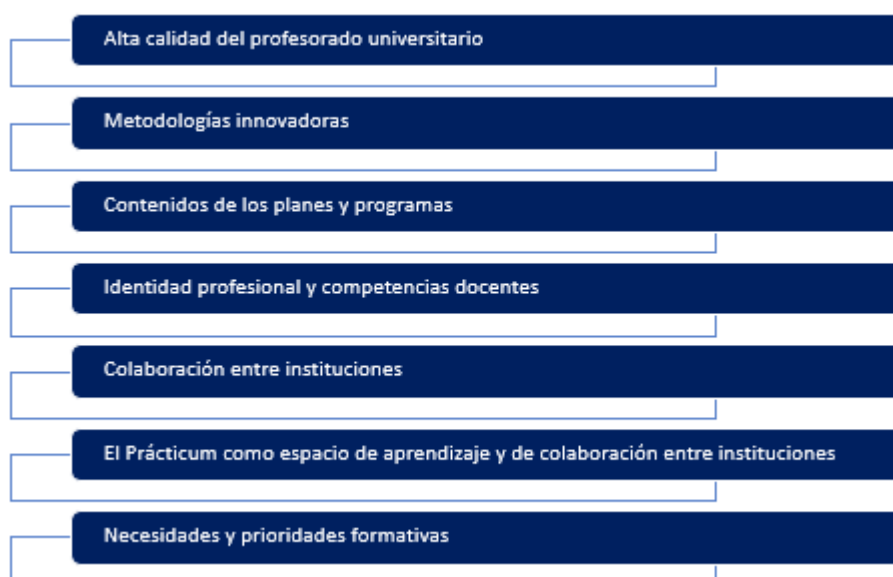 Alta calidad del profesorado universitario
Metodologías innovadoras
Contenidos de los planes y programas
Identidad profesional y competencias docentes
Colaboración entre instituciones
El Prácticum como espacio de aprendizaje y de colaboración entre instituciones
Necesidades y prioridades formativas